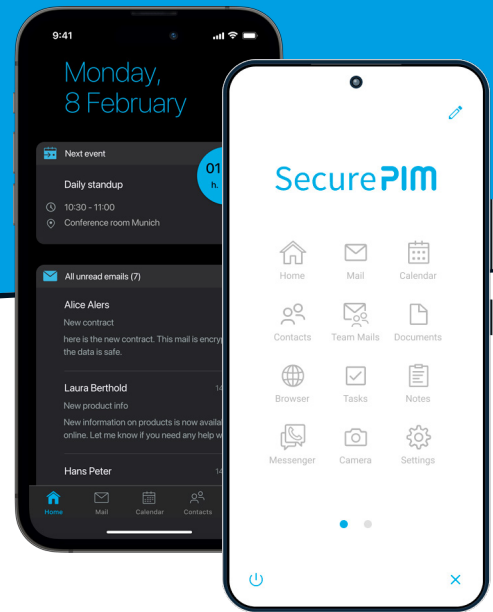 9:41
Monday,
8 February
Next event
01
h.
Daily standup
10:30 - 11:00
Conference room Munich
All unread emails (7)
Alice Alers
New contract
here is the new contract. This mail is
the data is safe.
Laura Berthold
New product info
New information on products is now
online. Let me know if you need any help
Hans Peter
Home
Mail
Calendar
Contacts
SecurePIM
Home Mail Calendar
Contacts Team Mails Documents
Browser Tasks Notes
Messenger Camera Settings